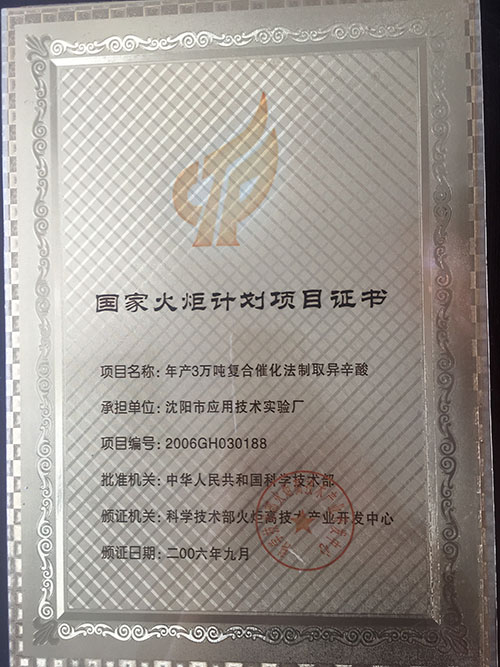 国家火炬计划项目证书
项目名称：年产3万吨复合催化法制取异辛酸
承担单位：沈阳市应用技术实验厂
项目编号：2006GH030188
批准机关：中华人民共和国科学技术部
颁证机关：科学技术部火炬高技术产业开发中心
颁证日期：二00六年九月